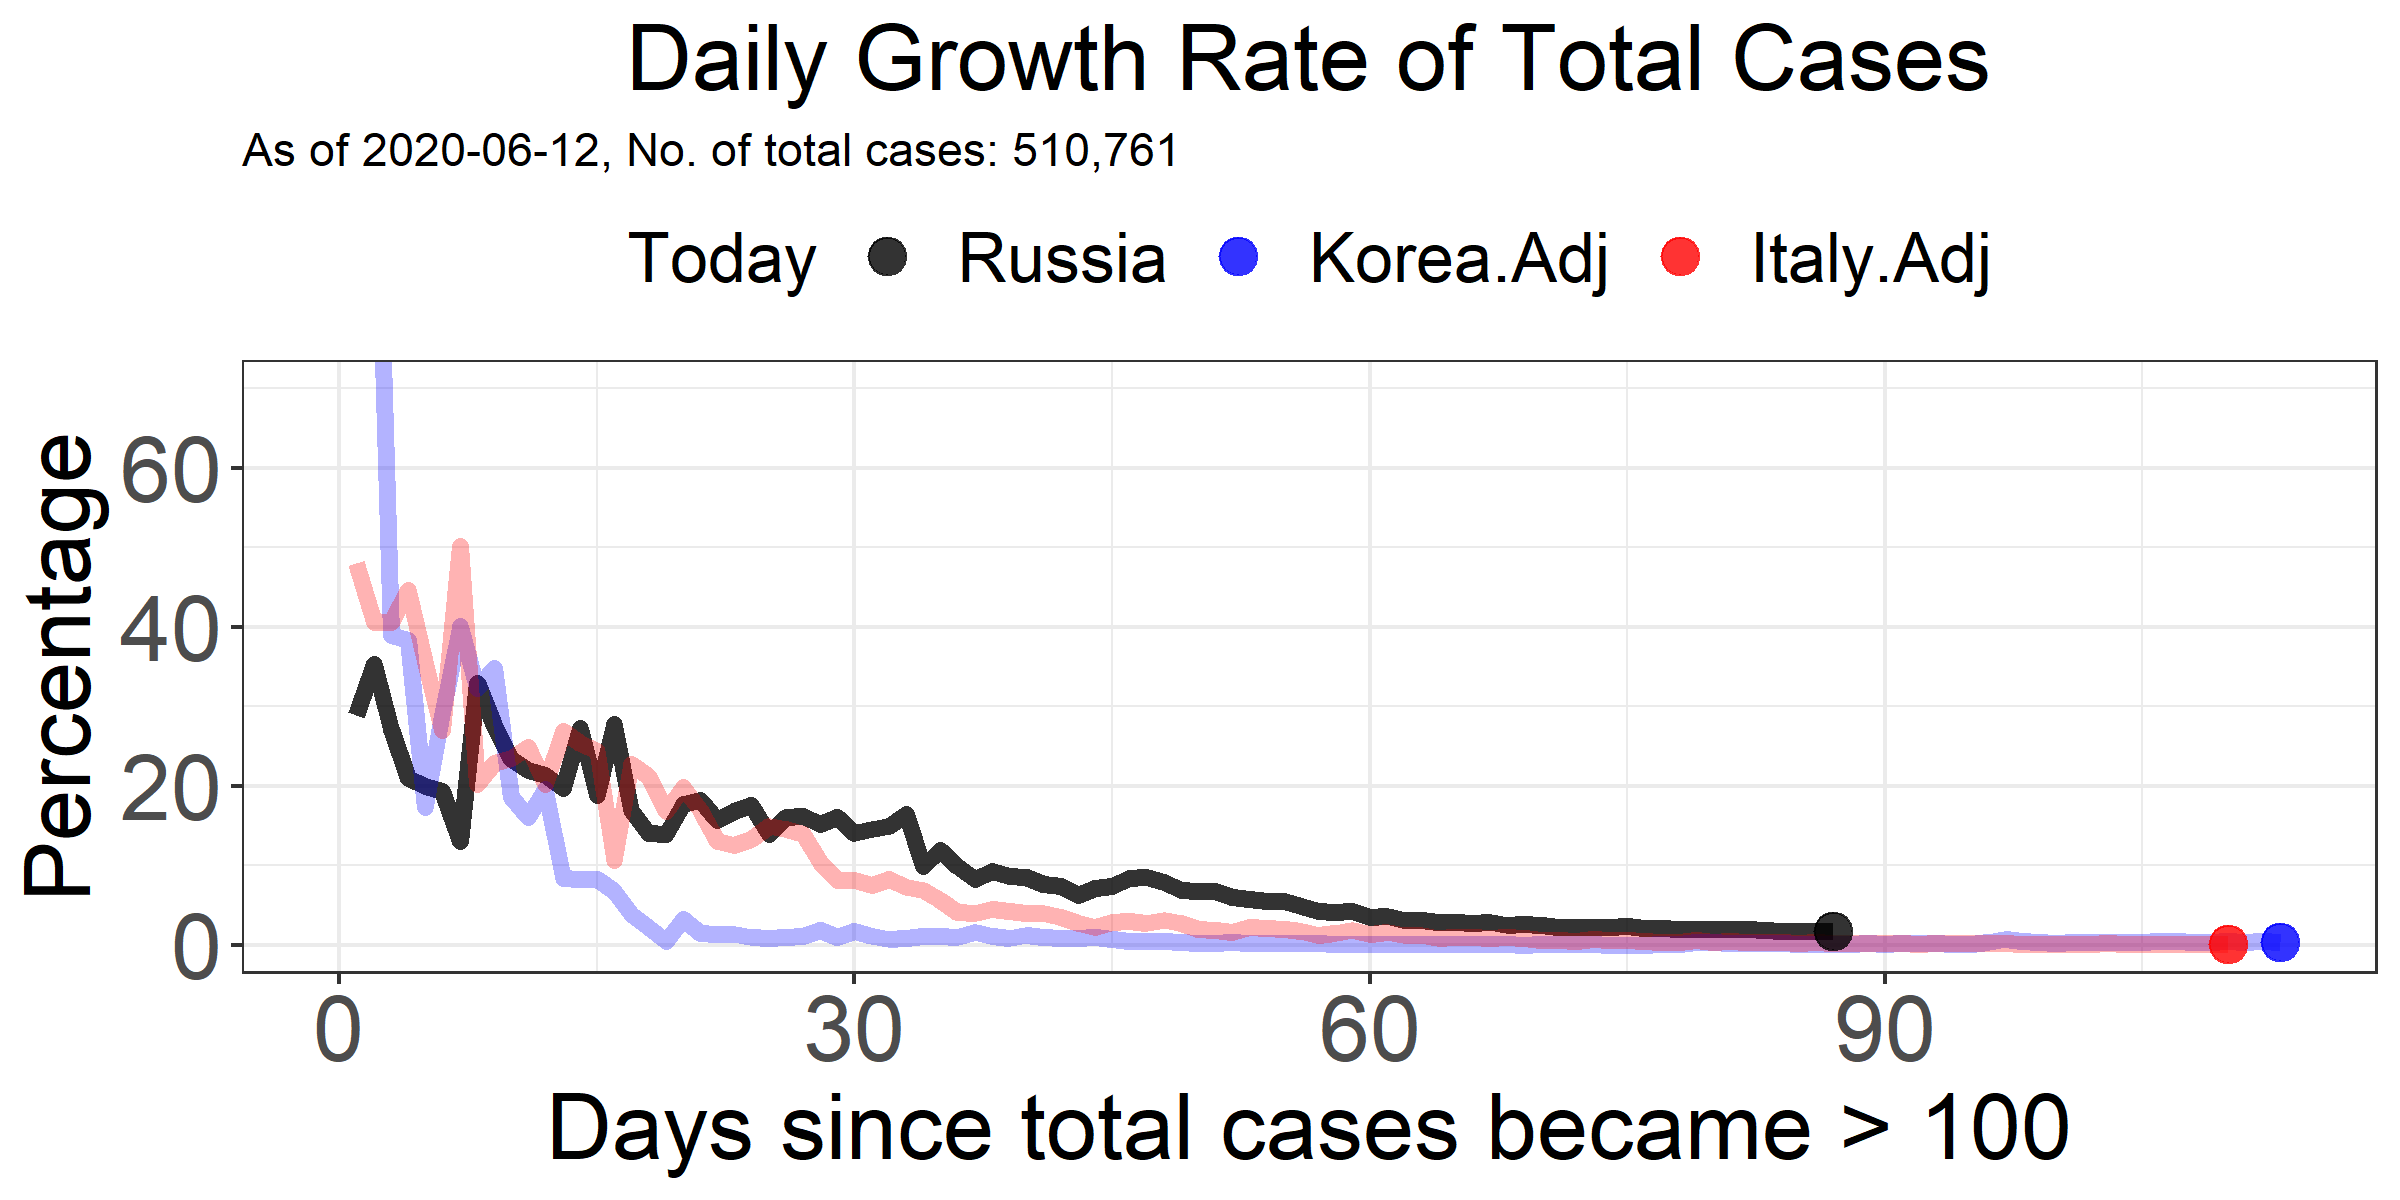 Daily Growth Rate of Total Cases
As of 2020-06-12, No. of total cases: 510,761
Today Russia Korea.Adj Italy.Adj
Percentage
60
40
20
0
0 30 60 90
Days since total cases became > 100